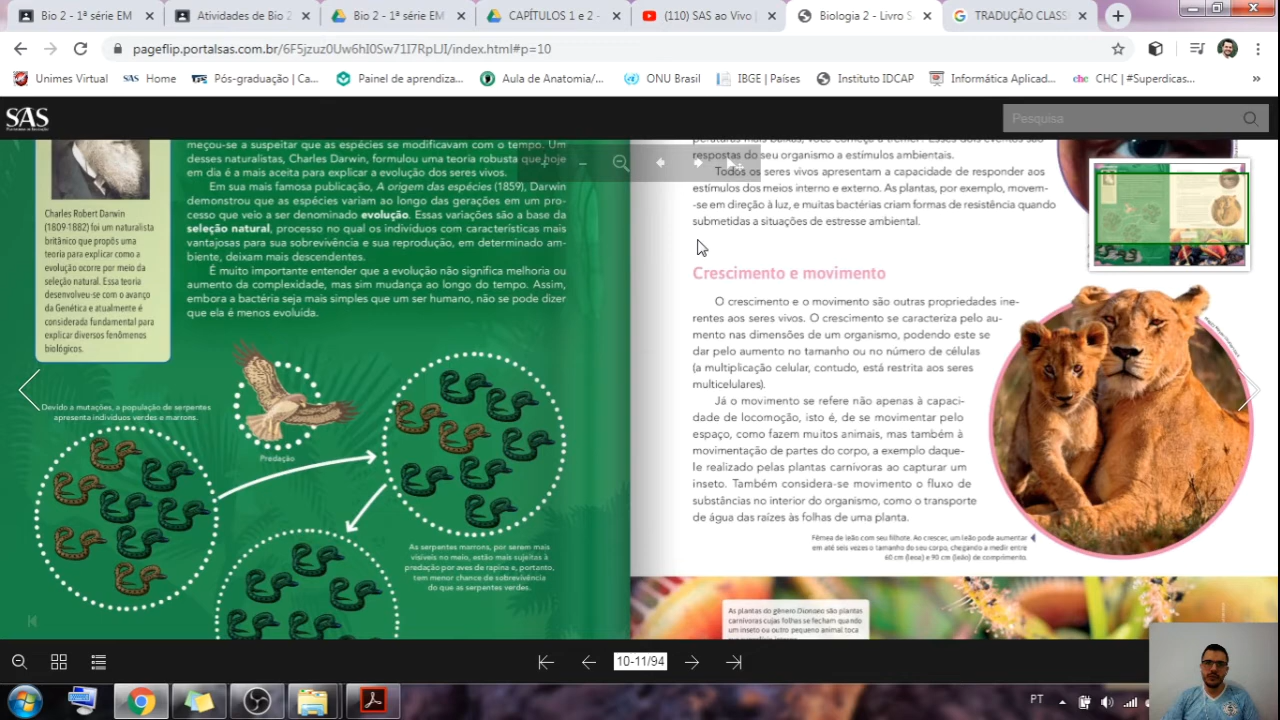 Bio 2 - 1ª série EM
Atividades de Bio 2
Bio 2 - 1ª série EM
CAPÍTULOS 1 e 2 -
(110) SAS ao Vivo |
Biologia 2 - Livro S
TRADUÇÃO CLASS
pageflip.portalsas.com.br/6F5jzuz0Uw6hI0Sw71I7RpLJI/index.html#p=10
Unimes Virtual
SAS Home
Pós-graduação | Ca...
Painel de aprendiza...
Aula de Anatomia/...
ONU Brasil
IBGE | Países
Instituto IDCAP
Informática Aplicad...
chc CHC | #Superdicas...
»
SAS
Pesquisa
meçou-se a suspeitar que as espécies se modificavam com o tempo. Um
desses naturalistas, Charles Darwin, formulou uma teoria robusta que hoje
em dia é a mais aceita para explicar a evolução dos seres vivos.
Em sua mais famosa publicação, A origem das espécies (1859), Darwin
demonstrou que as espécies variam ao longo das gerações em um pro-
cesso que veio a ser denominado evolução. Essas variações são a base da
seleção natural, processo no qual os indivíduos com características mais
vantajosas para sua sobrevivência e sua reprodução, em determinado am-
biente, deixam mais descendentes.
É muito importante entender que a evolução não significa melhoria ou
aumento da complexidade, mas sim mudança ao longo do tempo. Assim,
embora a bactéria seja mais simples que um ser humano, não se pode dizer
que ela é menos evoluída.
Charles Robert Darwin
(1809-1882) foi um naturalista
britânico que propôs uma
teoria para explicar como a
evolução ocorre por meio da
seleção natural. Essa teoria
desenvolveu-se com o avanço
da Genética e atualmente é
considerada fundamental para
explicar diversos fenômenos
biológicos.
Devido a mutações, a população de serpentes
apresenta indivíduos verdes e marrons.
Predação
As serpentes marrons, por serem mais
visíveis no meio, estão mais sujeitas à
predação por aves de rapina e, portanto,
tem menor chance de sobrevivência
do que as serpentes verdes.
respostas do seu organismo a estímulos ambientais.
Todos os seres vivos apresentam a capacidade de responder aos
estímulos dos meios interno e externo. As plantas, por exemplo, movem-
-se em direção à luz, e muitas bactérias criam formas de resistência quando
submetidas a situações de estresse ambiental.
Crescimento e movimento
O crescimento e o movimento são outras propriedades ine-
rentes aos seres vivos. O crescimento se caracteriza pelo au-
mento nas dimensões de um organismo, podendo este se
dar pelo aumento no tamanho ou no número de células
(a multiplicação celular, contudo, está restrita aos seres
multicelulares).
Já o movimento se refere não apenas à capaci-
dade de locomoção, isto é, de se movimentar pelo
espaço, como fazem muitos animais, mas também à
movimentação de partes do corpo, a exemplo daque-
le realizado pelas plantas carnívoras ao capturar um
inseto. Também considera-se movimento o fluxo de
substâncias no interior do organismo, como o transporte
de água das raízes às folhas de uma planta.
Fêmea de leão com seu filhote. Ao crescer, um leão pode aumentar
em até seis vezes o tamanho do seu corpo, chegando a medir entre
60 cm (leoa) e 90 cm (leão) de comprimento.
As plantas do gênero Dionaea são plantas
carnívoras cujas folhas se fecham quando
um inseto ou outro pequeno animal toca
10-11/94
PT